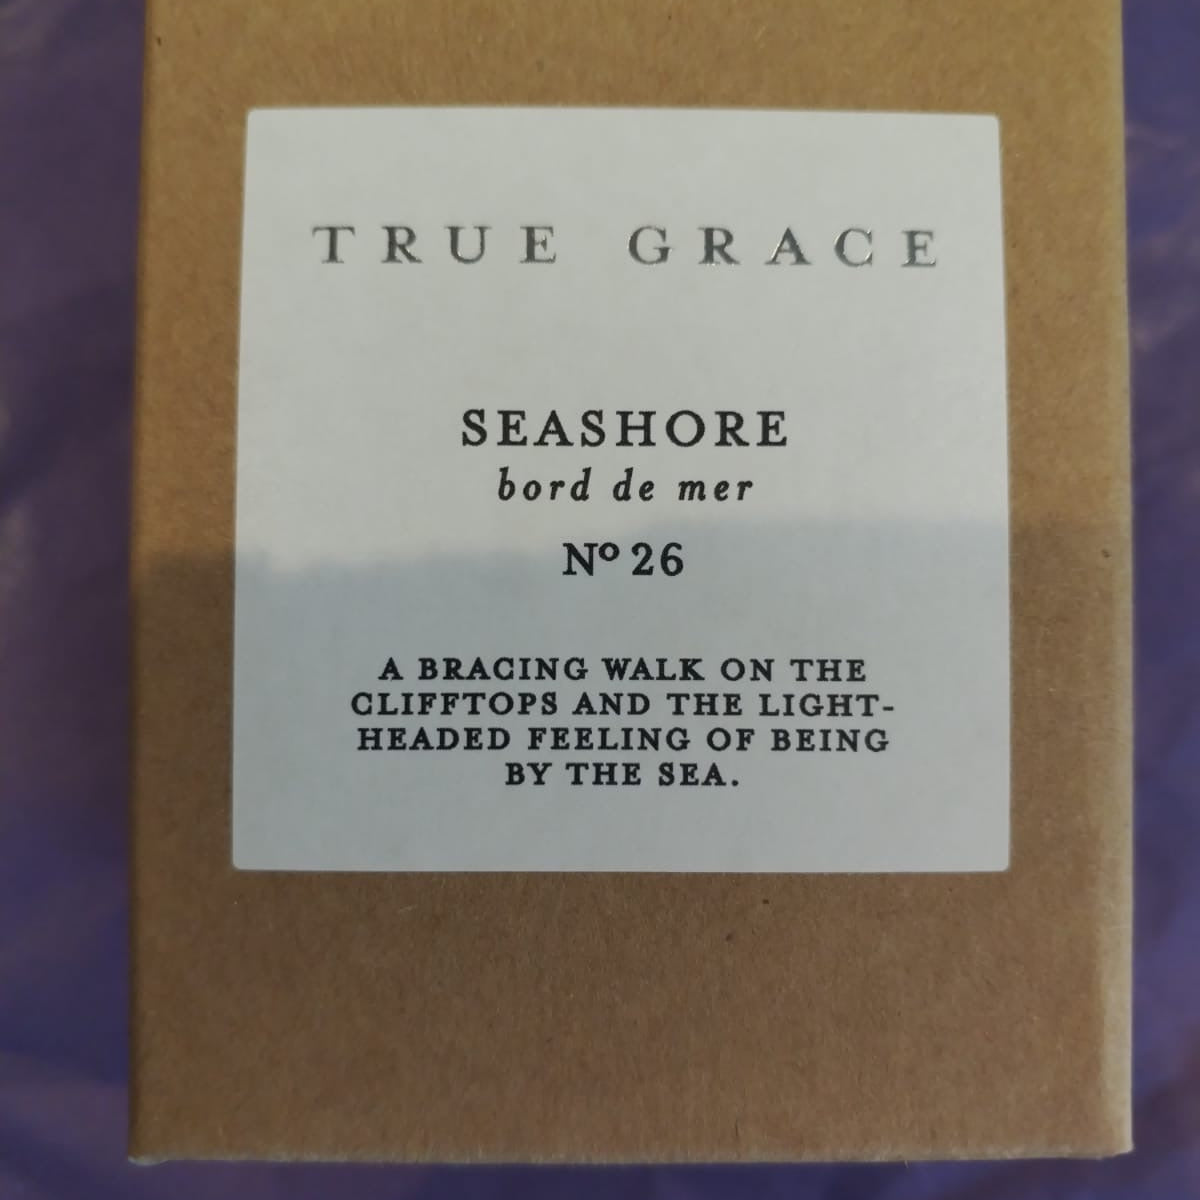 TRUE GRACE
SEASHORE
bord de mer
Nº 26
A BRACING WALK ON THE
CLIFFTOPS AND THE LIGHT-
HEADED FEELING OF BEING
BY THE SEA.